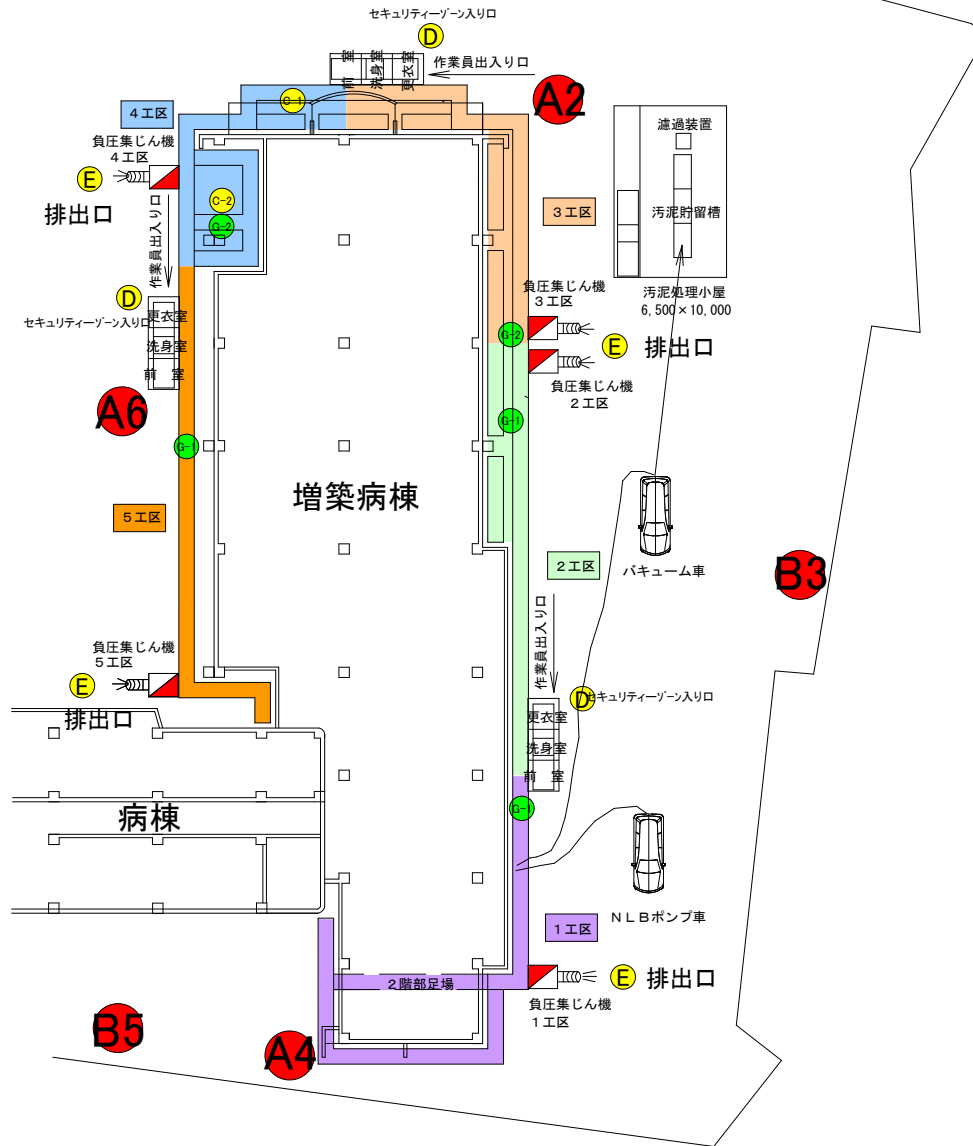 セキュリティーゾーン入り口
D
前 室
洗身室
更衣室
作業員出入り口
A2
4工区
C-1
負圧集じん機
4工区
E
排出口
C-2
G-2
作業員出入り口
3工区
濾過装置
汚泥貯留槽
汚泥処理小屋
6,500×10,000
D
セキュリティーゾーン入り口
更衣室
洗身室
前 室
A6
負圧集じん機
3工区
G-2
E
排出口
負圧集じん機
2工区
G-1
G-1
増築病棟
5工区
バキューム車
2工区
B3
作業員出入り口
負圧集じん機
5工区
E
排出口
D
セキュリティーゾーン入り口
更衣室
洗身室
前 室
G-1
病棟
NLBポンプ車
1工区
2階部足場
E
排出口
負圧集じん機
1工区
B5
A4